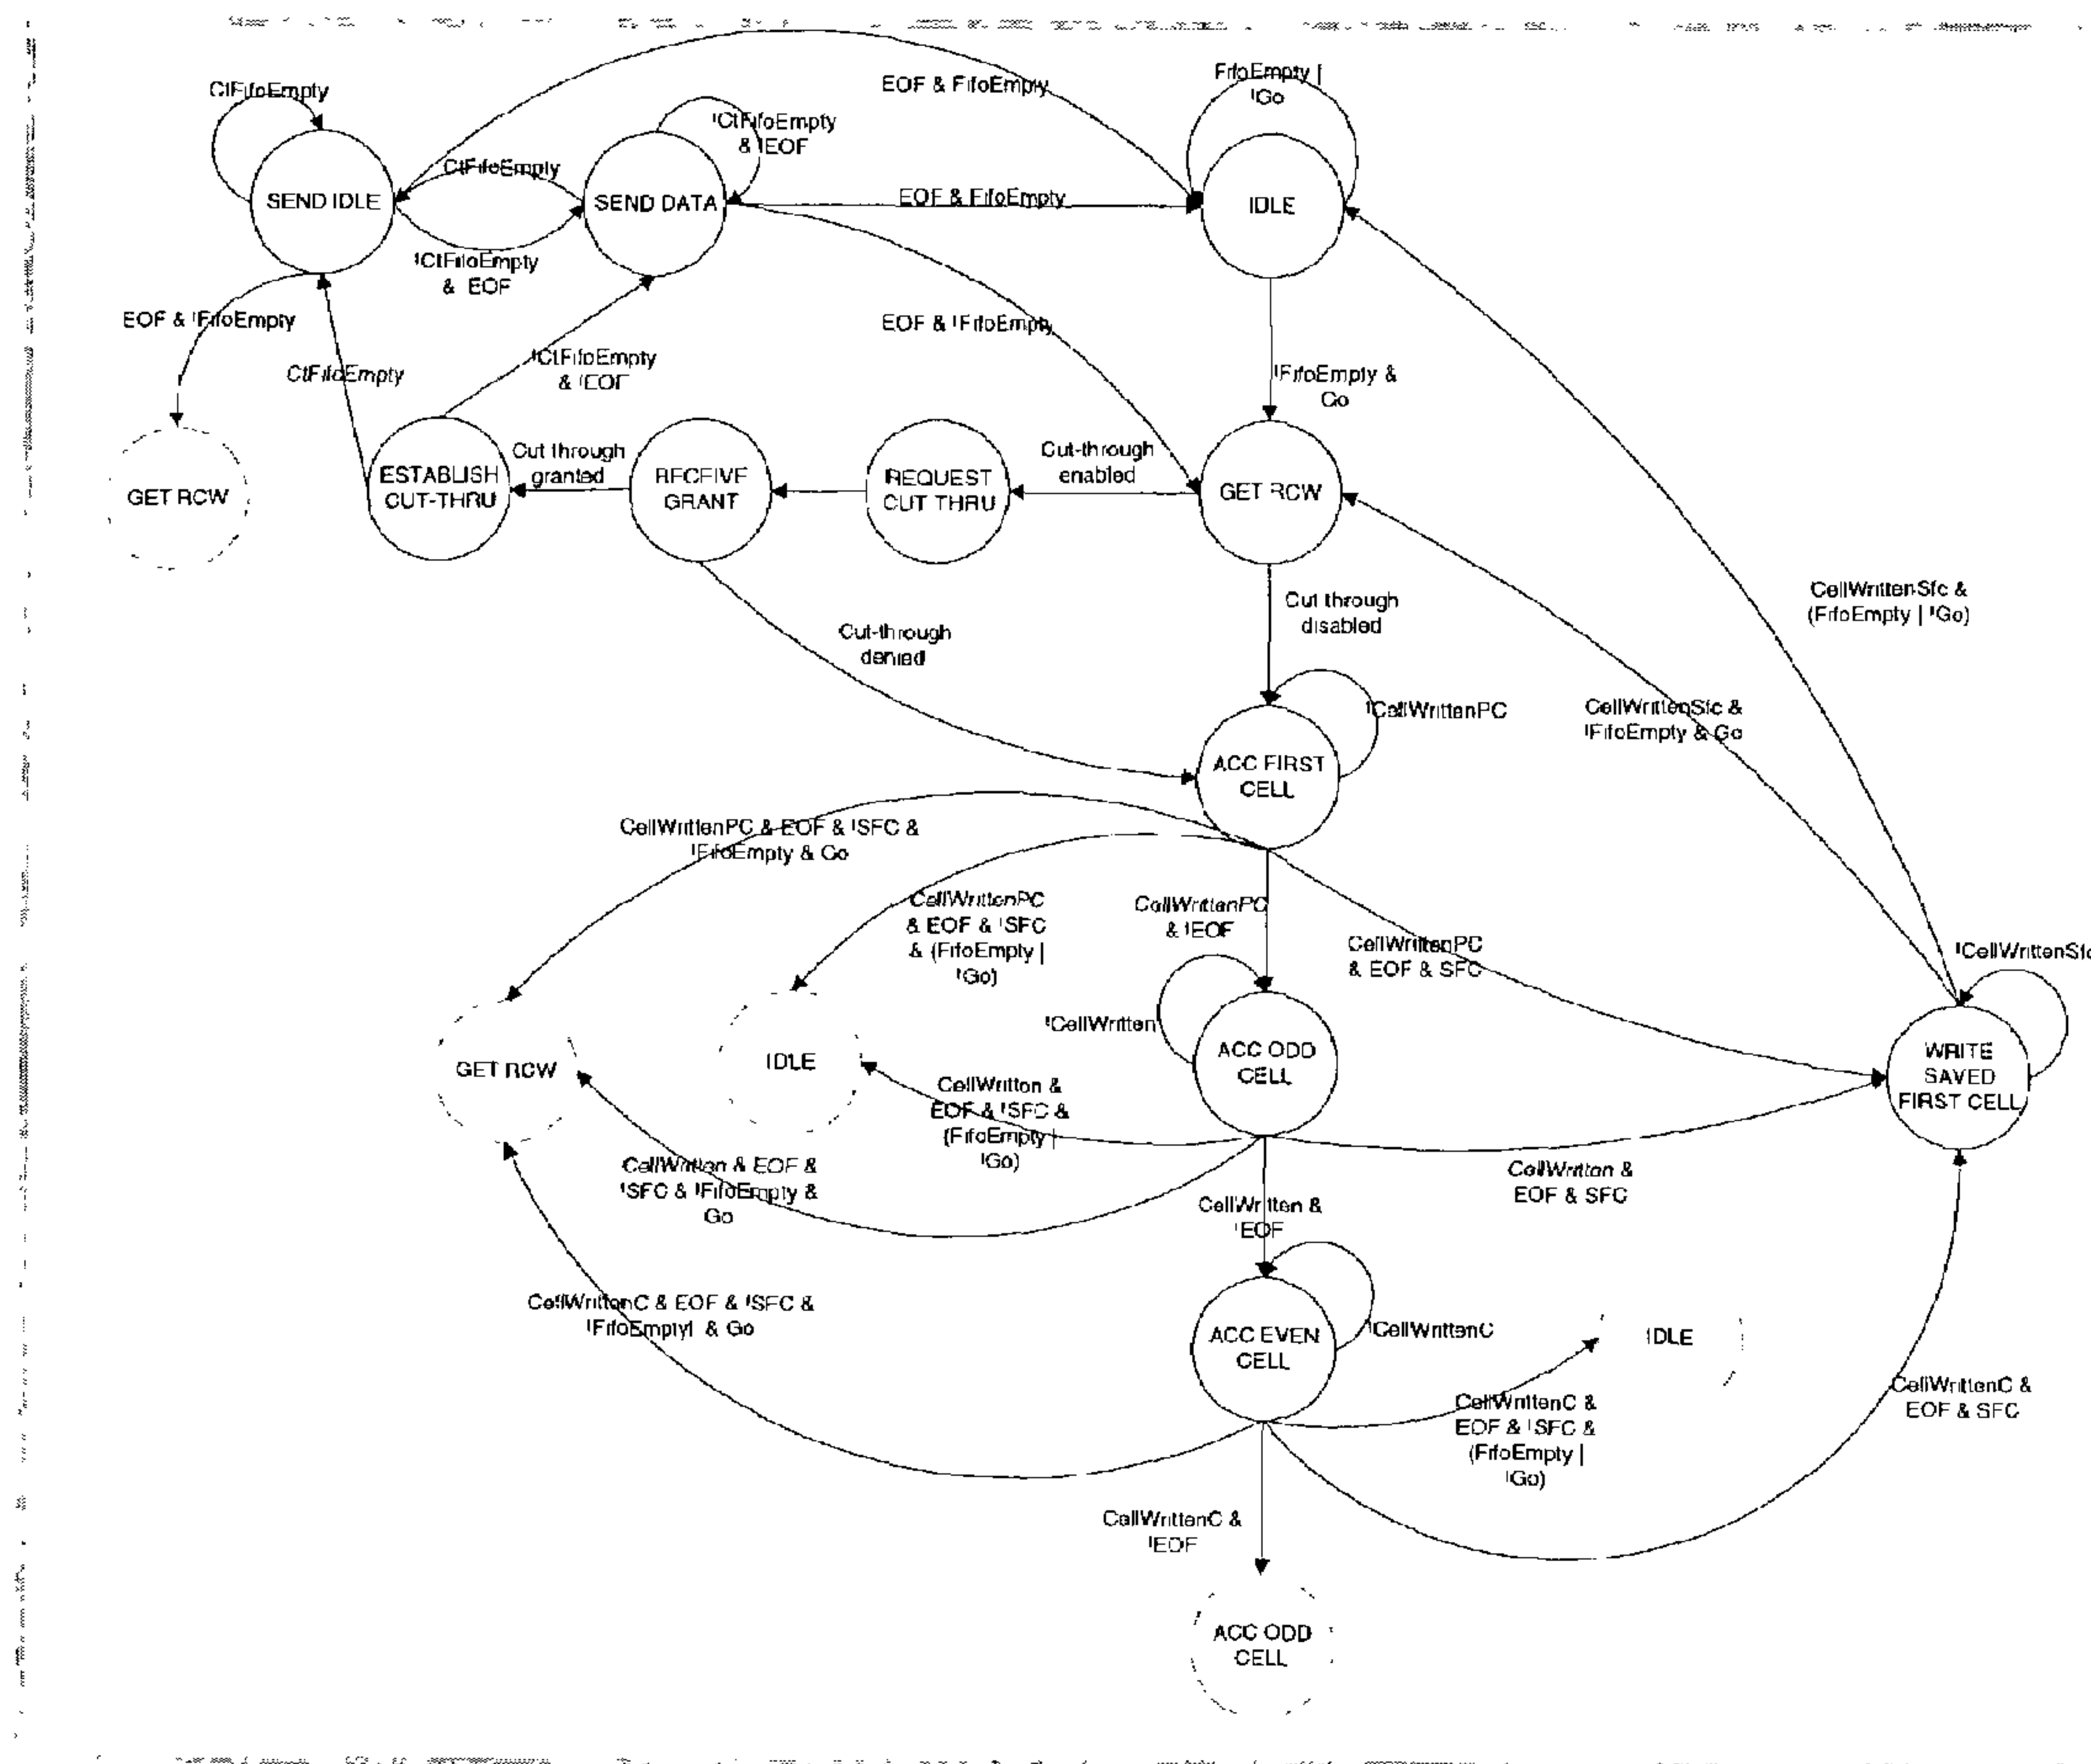 EOF & FifoEmpty
FifoEmpty |
!Go
CtFifoEmpty
!CtFifoEmpty
& !EOF
CtFifoEmpty
SEND IDLE
SEND DATA
EOF & FifoEmpty
IDLE
!CtFifoEmpty
& EOF
EOF & !FifoEmpty
EOF & !FifoEmpty
CtFifoEmpty
!CtFifoEmpty
& !EOF
!FifoEmpty &
Go
GET RCW
ESTABLISH
CUT-THRU
Cut through
granted
RECEIVE
GRANT
REQUEST
CUT THRU
Cut-through
enabled
GET RCW
Cut through
disabled
Cut-through
denied
CellWrittenSfc &
(FifoEmpty | !Go)
CellWrittenSfc &
!FifoEmpty & Go
!CellWrittenPC
ACC FIRST
CELL
CellWrittenPC & EOF & !SFC &
!FifoEmpty & Go
CellWrittenPC
& EOF & !SFC
& (FifoEmpty |
!Go)
CellWrittenPC
& !EOF
CellWrittenPC
& EOF & SFC
!CellWrittenSfc
!CellWritten
GET RCW
IDLE
ACC ODD
CELL
WRITE
SAVED
FIRST CELL
CellWritten &
EOF & !SFC &
(FifoEmpty |
!Go)
CellWritten & EOF &
!SFC & !FifoEmpty &
Go
CellWritten &
EOF & SFC
CellWritten &
!EOF
CellWrittenC & EOF & !SFC &
!FifoEmpty| & Go
ACC EVEN
CELL
!CellWrittenC
IDLE
CellWrittenC &
EOF & !SFC &
(FifoEmpty |
!Go)
CellWrittenC &
EOF & SFC
CellWrittenC &
!EOF
ACC ODD
CELL